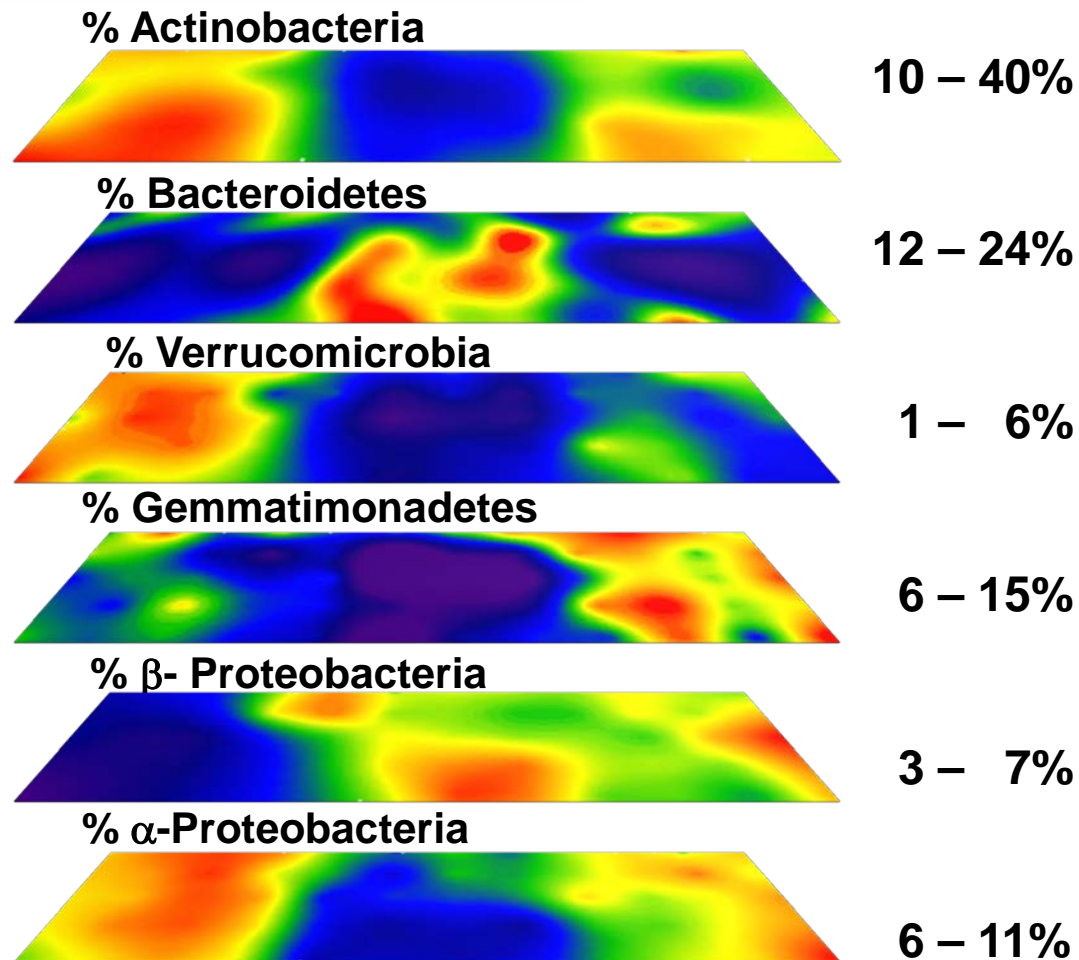 % Actinobacteria
10 – 40%
% Bacteroidetes
12 – 24%
% Verrucomicrobia
1 – 6%
% Gemmatimonadetes
6 – 15%
% β- Proteobacteria
3 – 7%
% α-Proteobacteria
6 – 11%